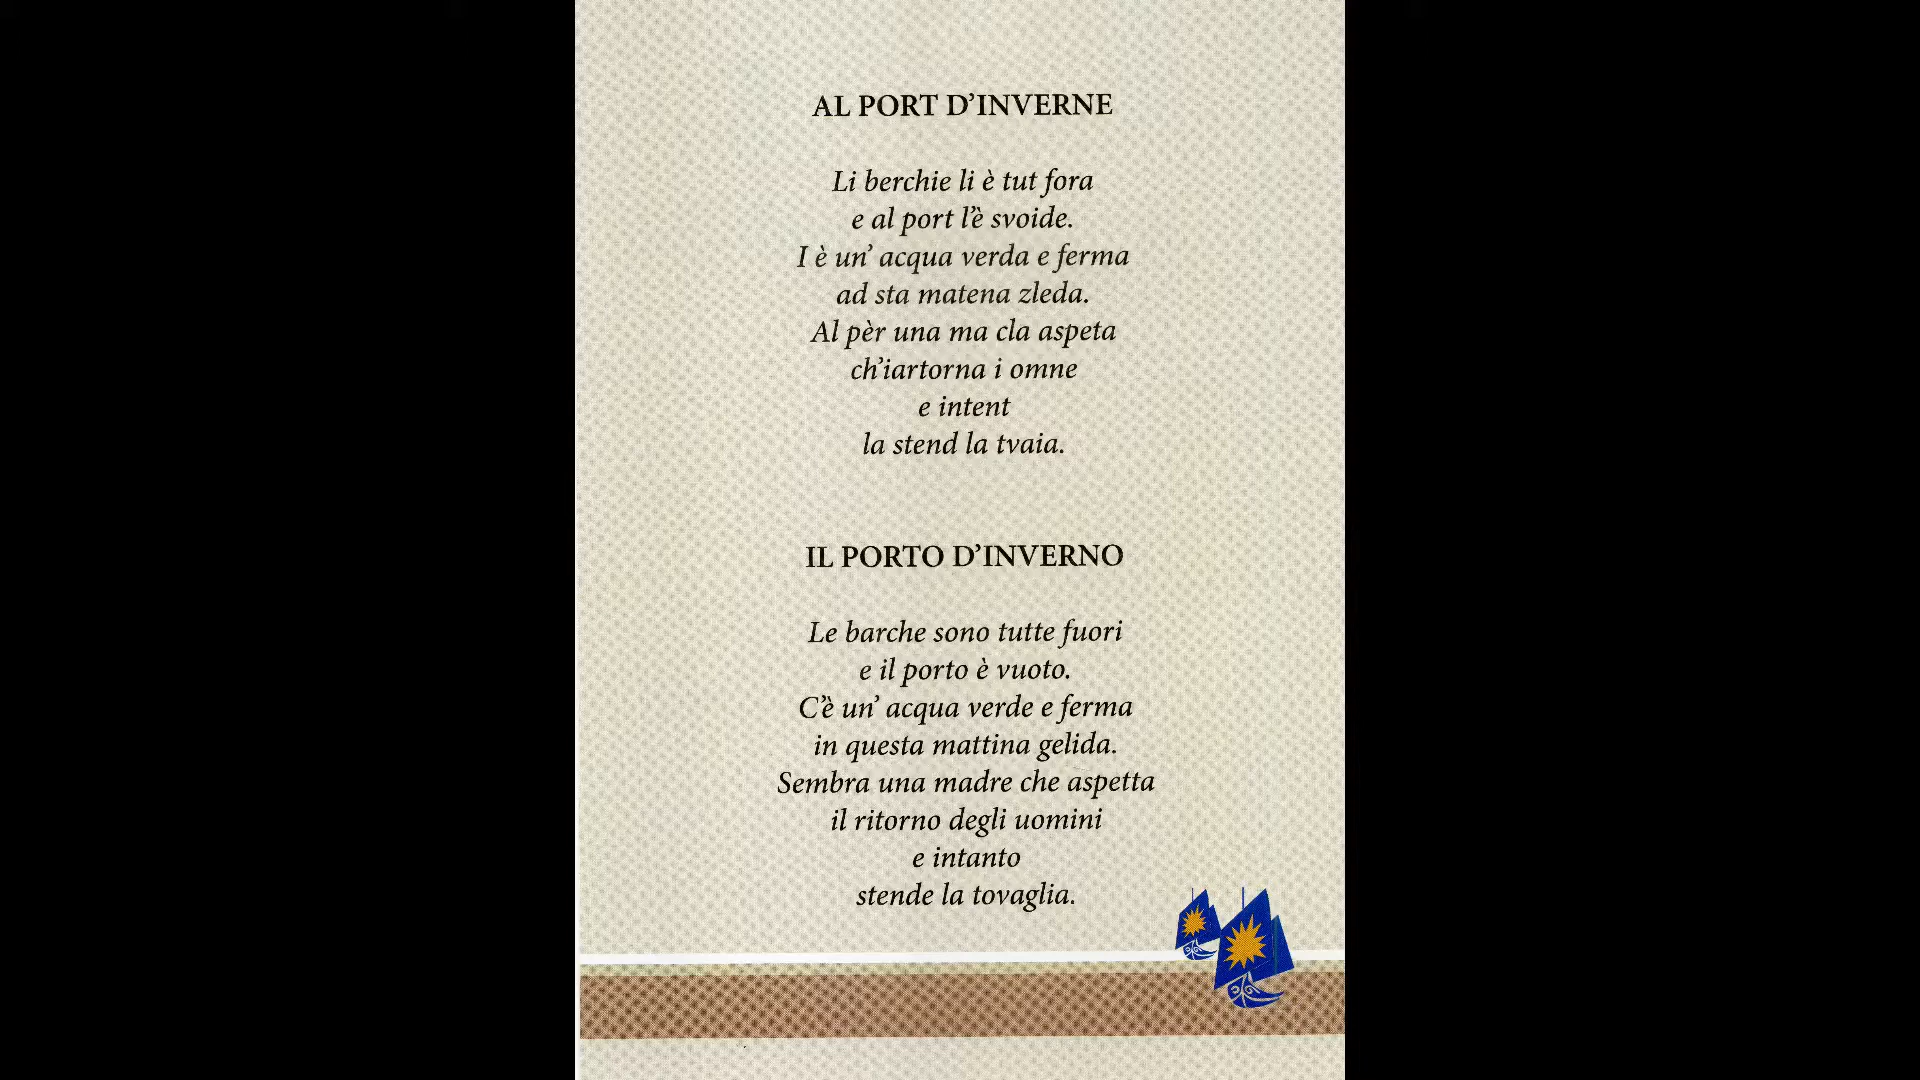 AL PORT D’INVERNE
Li berchie li è tut fora
e al port l’è svoide.
I è un’ acqua verda e ferma
ad sta matena zleda.
Al pèr una ma cla aspeta
ch’iartorna i omne
e intent
la stend la tvaia.
IL PORTO D’INVERNO
Le barche sono tutte fuori
e il porto è vuoto.
C’è un’ acqua verde e ferma
in questa mattina gelida.
Sembra una madre che aspetta
il ritorno degli uomini
e intanto
stende la tovaglia.